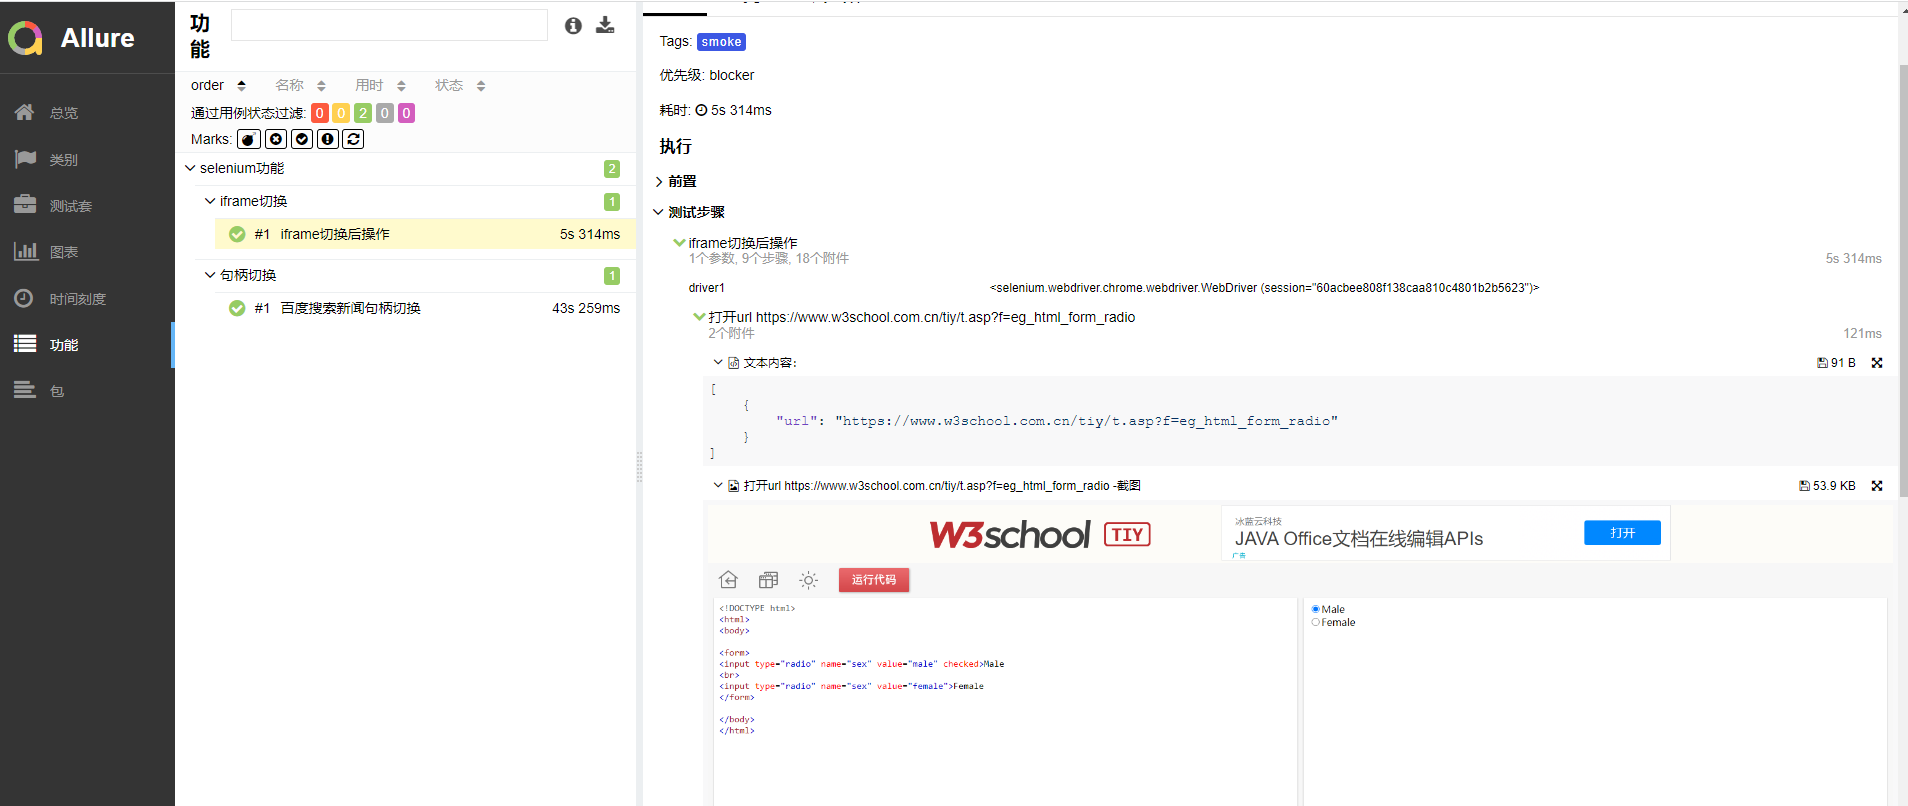 Allure
总览
类别
测试套
图表
时间刻度
功能
包
功能
order 名称 用时 状态
通过用例状态过滤: 0 0 2 0 0
Marks:
selenium功能 2
iframe切换 1
#1 iframe切换后操作 5s 314ms
句柄切换 1
#1 百度搜索新闻句柄切换 43s 259ms
Tags: smoke
优先级: blocker
耗时: 5s 314ms
执行
前置
测试步骤
iframe切换后操作
1个参数, 9个步骤, 18个附件 5s 314ms
driver1 <selenium.webdriver.chrome.webdriver.WebDriver (session="60acbee808f138caa810c4801b2b5623")>
打开url https://www.w3school.com.cn/tiy/t.asp?f=eg_html_form_radio
2个附件 121ms
文本内容: 91 B
[
{
"url": "https://www.w3school.com.cn/tiy/t.asp?f=eg_html_form_radio"
}
]
打开url https://www.w3school.com.cn/tiy/t.asp?f=eg_html_form_radio -截图 53.9 KB
W3school TIY
冰蓝云科技
JAVA Office文档在线编辑APIs
打开
广告
运行代码
<!DOCTYPE html>
<html>
<body>
<form>
<input type="radio" name="sex" value="male" checked>Male
<br>
<input type="radio" name="sex" value="female">Female
</form>
</body>
</html>
Male
Female